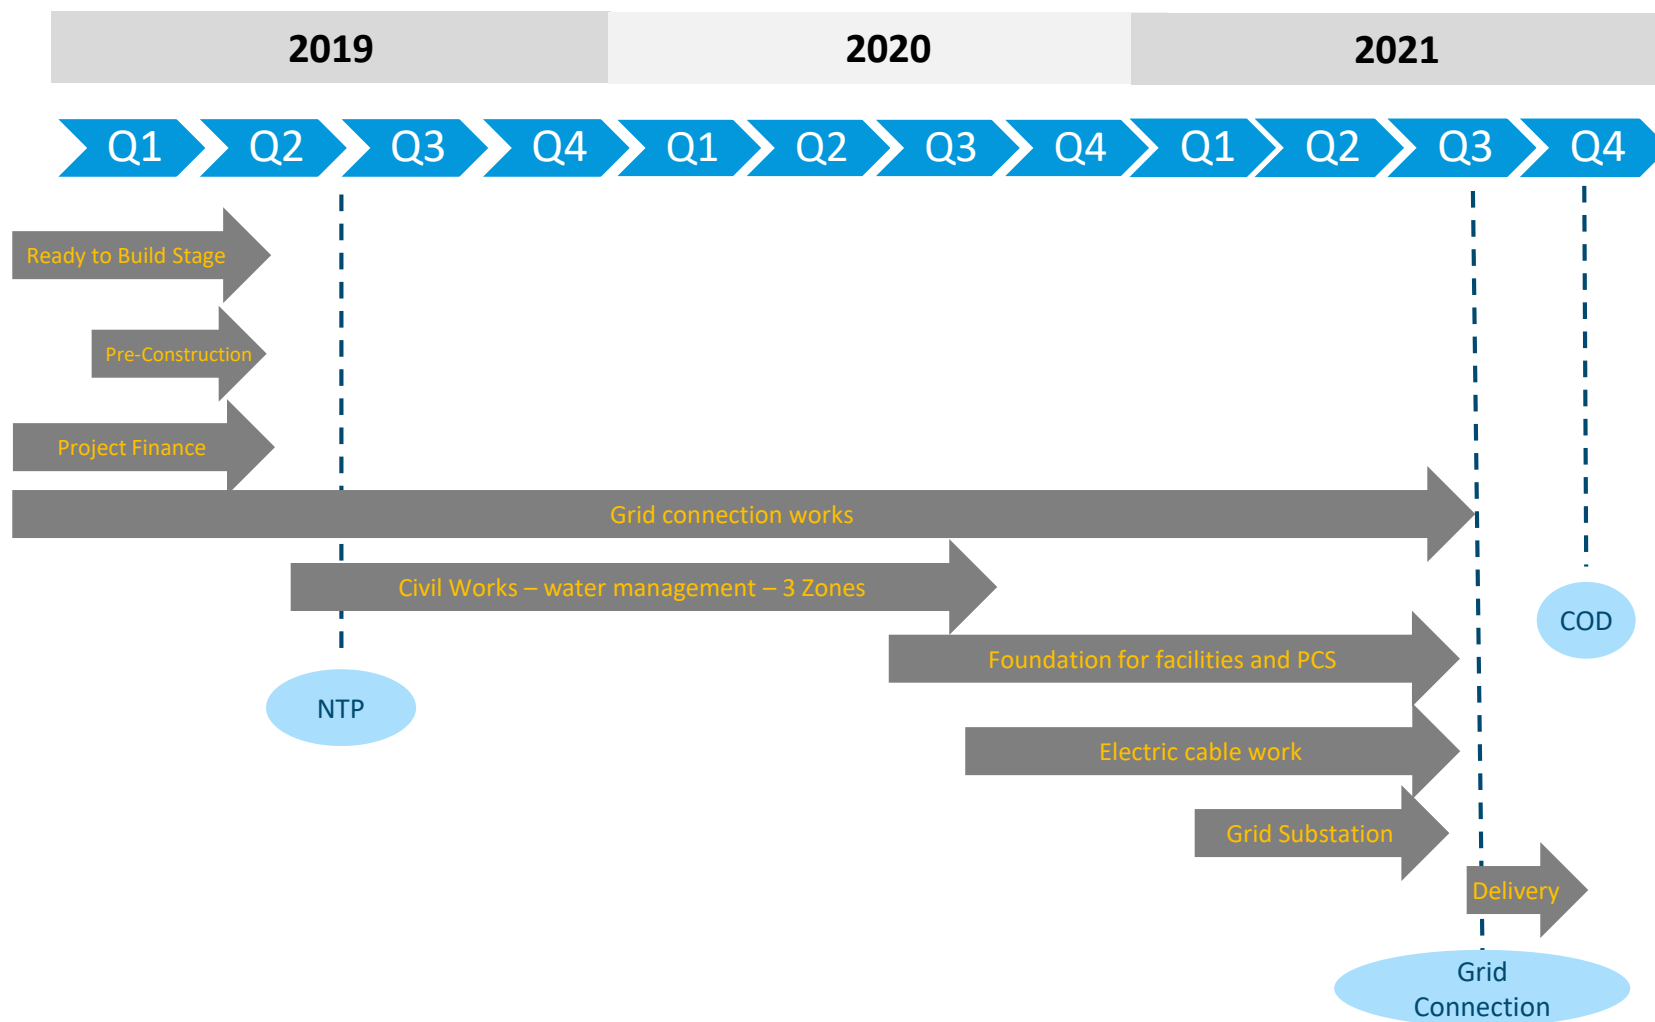 2019 2020 2021
Q1 Q2 Q3 Q4 Q1 Q2 Q3 Q4 Q1 Q2 Q3 Q4
Ready to Build Stage
Pre-Construction
Project Finance
Grid connection works
Civil Works – water management – 3 Zones
COD
Foundation for facilities and PCS
NTP
Electric cable work
Grid Substation
Delivery
Grid
Connection